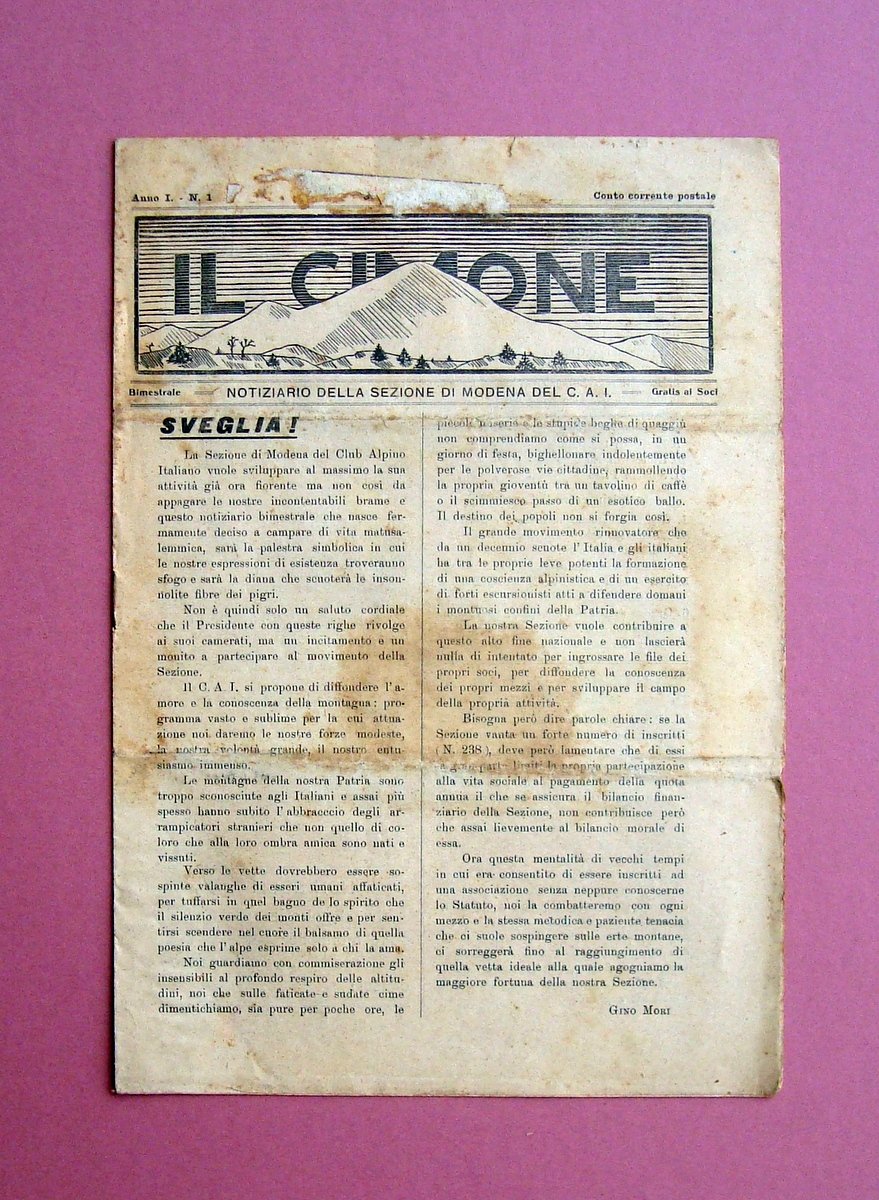 Anno I. - N. 1
Conto corrente postale
IL CIMONE
Bimestrale
NOTIZIARIO DELLA SEZIONE DI MODENA DEL C. A. I.
Gratis ai Soci
SVEGLIA!
La Sezione di Modena del Club Alpino
Italiano vuole sviluppare al massimo la sua
attività già ora fiorente ma non così da
appagare le nostre incontentabili brame e
questo notiziario bimestrale che nasce fer-
mamente deciso a campare di vita matusa-
lemmica, sarà la palestra simbolica in cui
le nostre espressioni di esistenza troveranno
sfogo e sarà la diana che scuoterà le inson-
nolite fibre dei pigri.
Non è quindi solo un saluto cordiale
che il Presidente con queste righe rivolge
ai suoi camerati, ma un incitamento e un
monito a partecipare al movimento della
Sezione.
Il C. A. I. si propone di diffondere l'a-
more e la conoscenza della montagna: pro-
gramma vasto e sublime per la cui attua-
zione noi daremo le nostre forze modeste,
la nostra volontà grande, il nostro entu-
siasmo immenso.
Le montagne della nostra Patria sono
troppo sconosciute agli Italiani e assai più
spesso hanno subìto l'abbracccio degli ar-
rampicatori stranieri che non quello di co-
loro che alla loro ombra amica sono nati e
vissuti.
Verso le vette dovrebbero essere so-
spinte valanghe di esseri umani affaticati,
per tuffarsi in quel bagno de lo spirito che
il silenzio verde dei monti offre e per sen-
tirsi scendere nel cuore il balsamo di quella
poesia che l'alpe esprime solo a chi la ama.
Noi guardiamo con commiserazione gli
insensibili al profondo respiro delle altitu-
dini, noi che sulle faticate e sudate cime
dimentichiamo, sia pure per poche ore, le
piccole miserie e le stupide beghe di quaggiù
non comprendiamo come si possa, in un
giorno di festa, bighellonare indolentemente
per le polverose vie cittadine, rammollendo
la propria gioventù tra un tavolino di caffè
o il scimmiesco passo di un esotico ballo.
Il destino dei popoli non si forgia così.
Il grande movimento rinnovatore che
da un decennio scuote l'Italia e gli italiani
ha tra le proprie leve potenti la formazione
di una coscienza alpinistica e di un esercito
di forti escursionisti atti a difendere domani
i montuosi confini della Patria.
La nostra Sezione vuole contribuire a
questo alto fine nazionale e non lascierà
nulla di intentato per ingrossare le file dei
propri soci, per diffondere la conoscenza
dei propri mezzi e per sviluppare il campo
della propria attività.
Bisogna però dire parole chiare: se la
Sezione vanta un forte numero di inscritti
(N. 238), deve però lamentare che di essi
la gran parte limiti la propria partecipazione
alla vita sociale al pagamento della quota
annua il che se assicura il bilancio finan-
ziario della Sezione, non contribuisce però
che assai lievemente al bilancio morale di
essa.
Ora questa mentalità di vecchi tempi
in cui era consentito di essere inscritti ad
una associazione senza neppure conoscerne
lo Statuto, noi la combatteremo con ogni
mezzo e la stessa metodica e paziente tenacia
che ci suole sospingere sulle erte montane,
ci sorreggerà fino al raggiungimento di
quella vetta ideale alla quale agogniamo la
maggiore fortuna della nostra Sezione.
GINO MORI